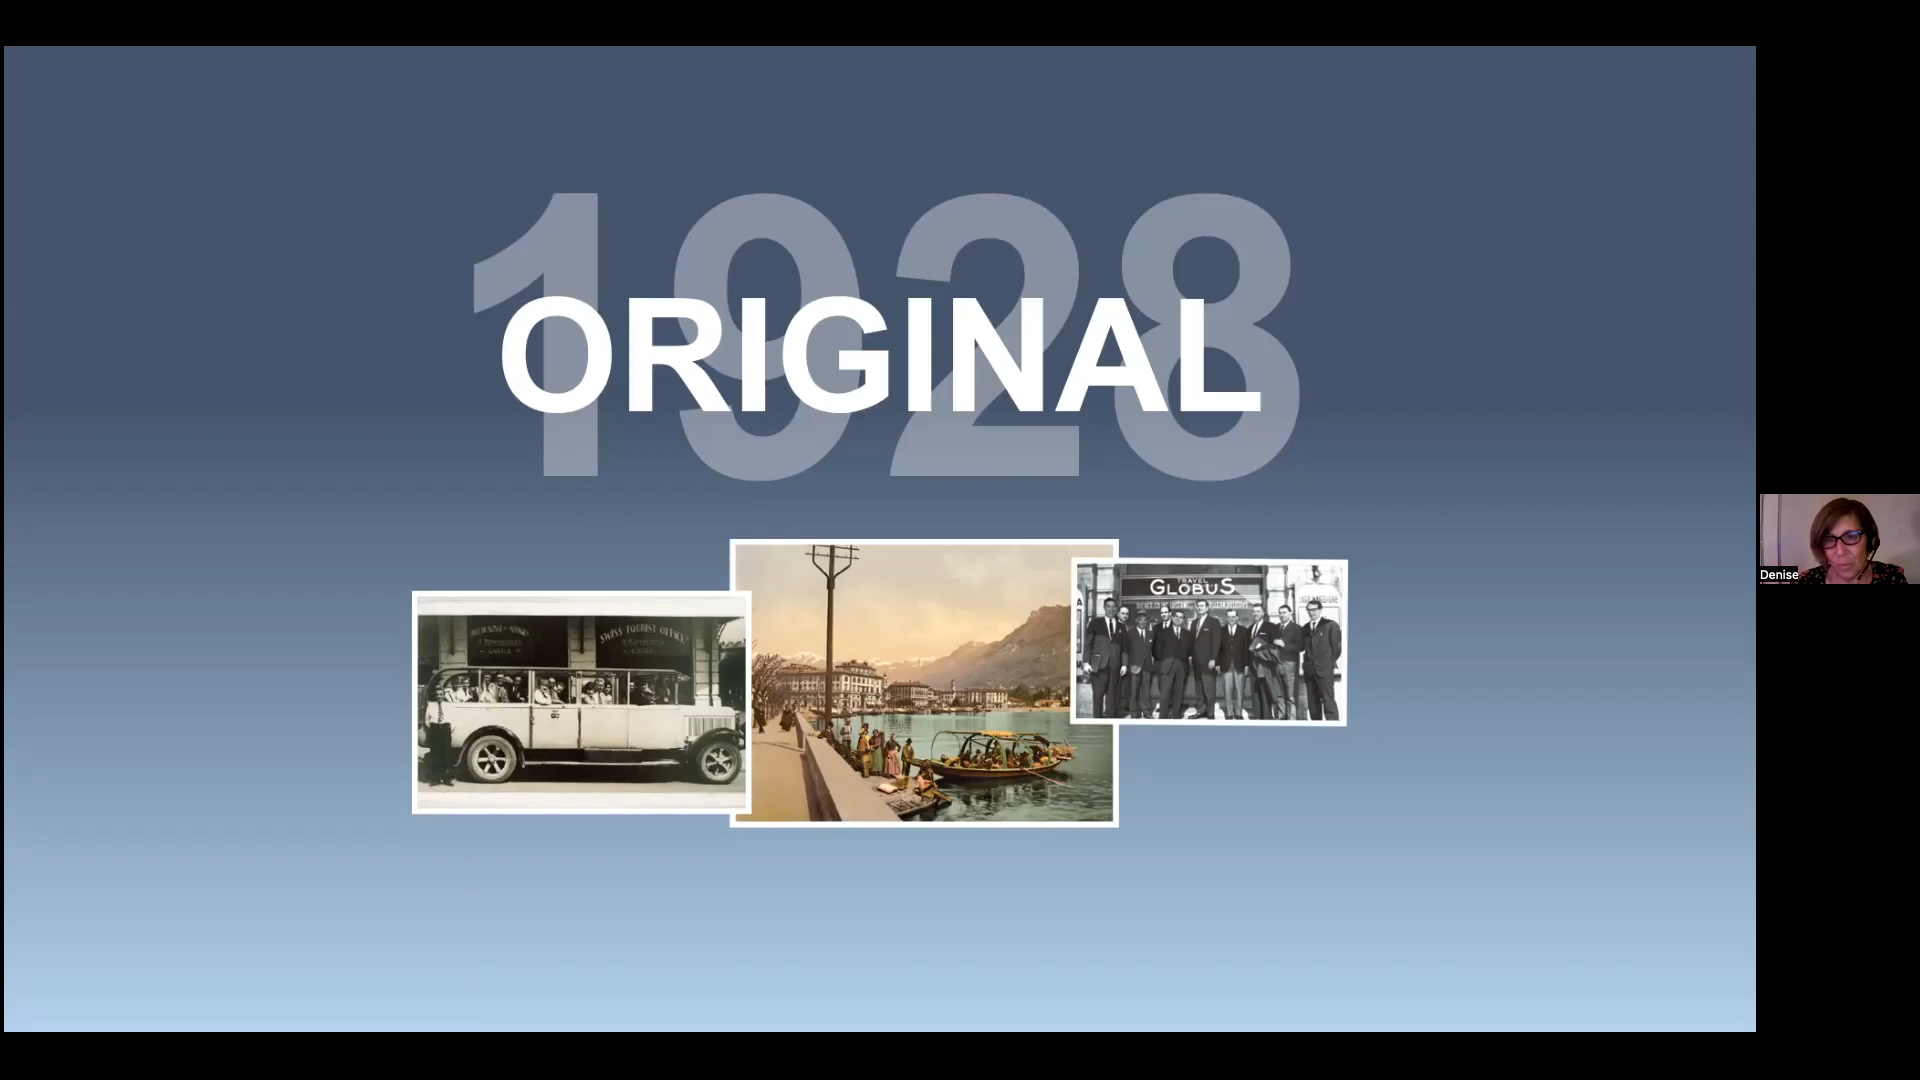 1928
ORIGINAL
SWISS TOURIST OFFICE
TRAVEL
GLOBUS
Denise